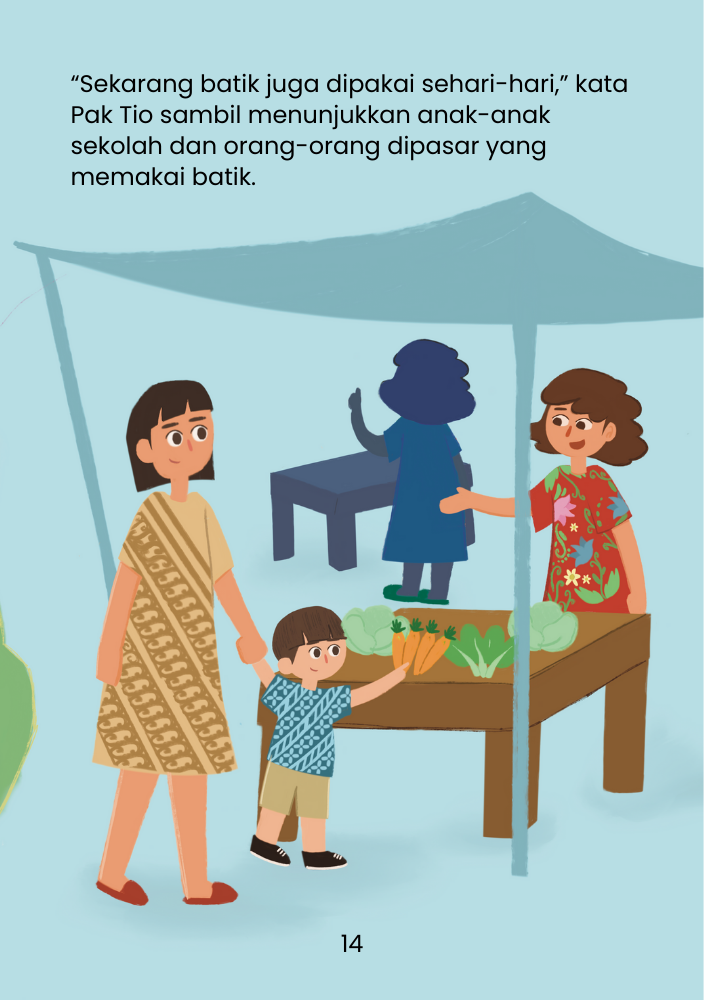 “Sekarang batik juga dipakai sehari-hari,” kata
Pak Tio sambil menunjukkan anak-anak
sekolah dan orang-orang dipasar yang
memakai batik.
14